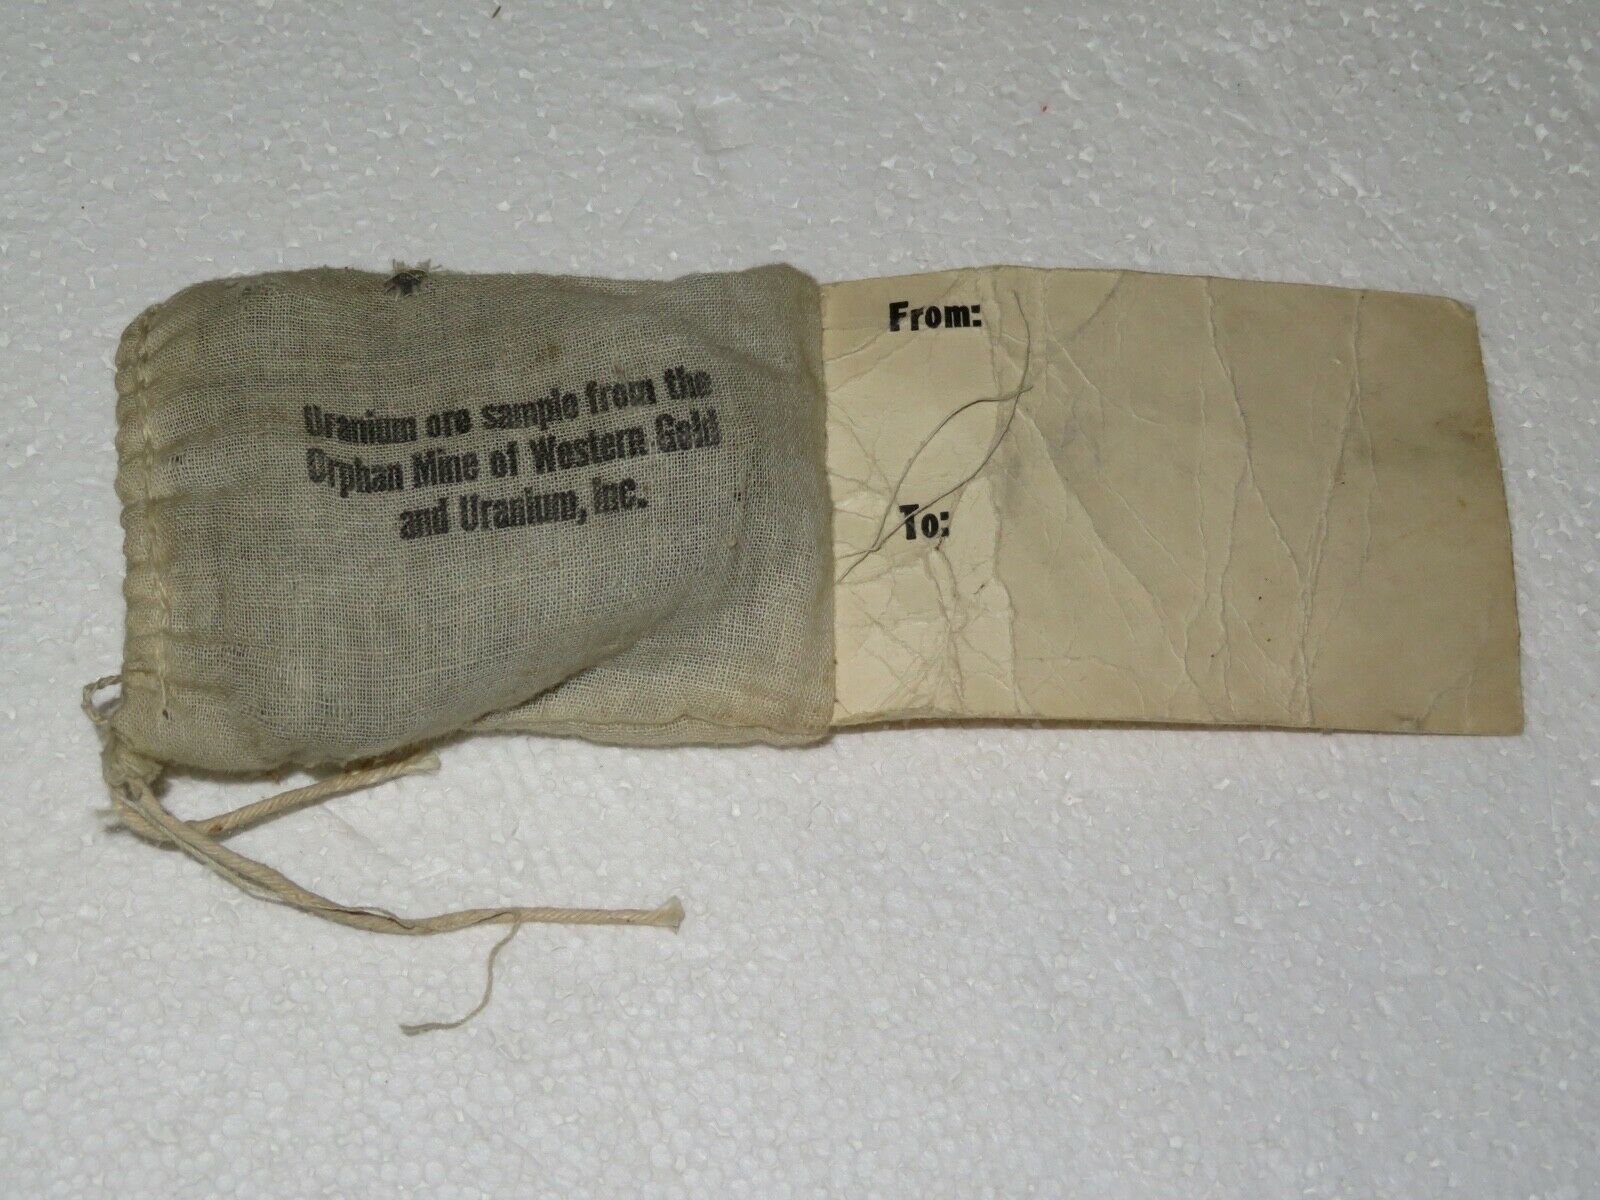 Uranium ore sample from the
Orphan Mine of Western Gold
and Uranium, Inc.
From:
To: